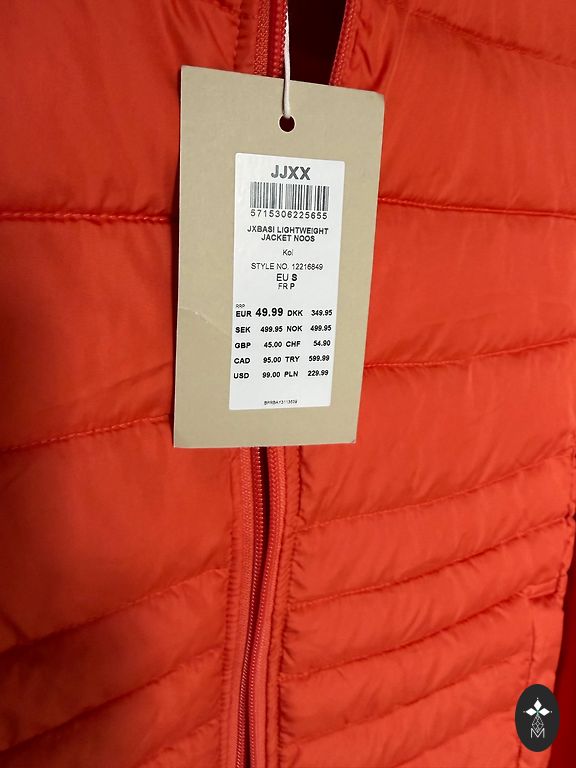 JJXX
5715306225655
JXBASI LIGHTWEIGHT
JACKET NOOS
Koi
STYLE NO. 12216849
EU S
FR P
RRP
EUR 49.99 DKK 349.95
SEK 499.95 NOK 499.95
GBP 45.00 CHF 54.90
CAD 95.00 TRY 599.99
USD 99.00 PLN 229.99